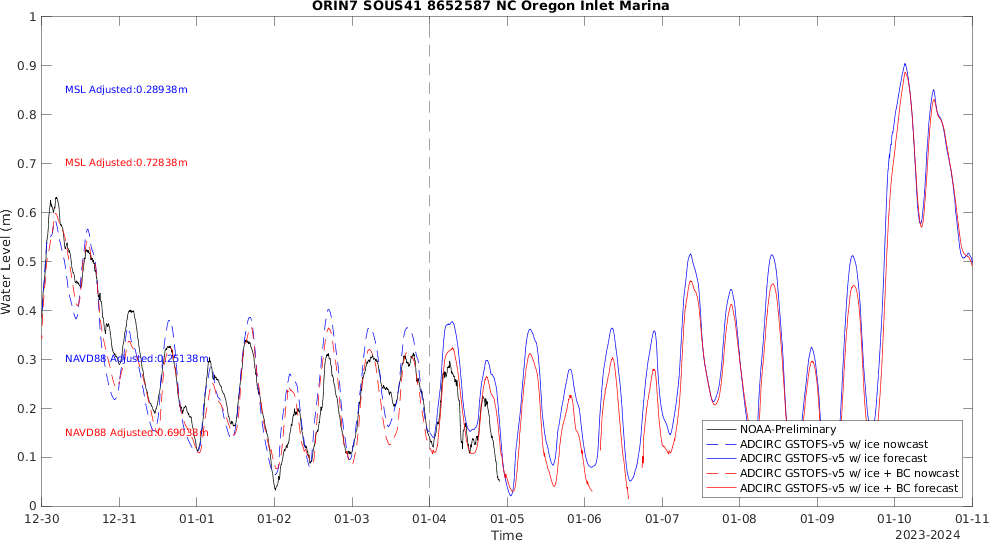 ORIN7 SOUS41 8652587 NC Oregon Inlet Marina
1
0.9
0.8
0.7
0.6
0.5
0.4
0.3
0.2
0.1
0
Water Level (m)
MSL Adjusted:0.28938m
MSL Adjusted:0.72838m
NAVD88 Adjusted:0.25138m
NAVD88 Adjusted:0.69038m
NOAA-Preliminary
ADCIRC GSTOFS-v5 w/ ice nowcast
ADCIRC GSTOFS-v5 w/ ice forecast
ADCIRC GSTOFS-v5 w/ ice + BC nowcast
ADCIRC GSTOFS-v5 w/ ice + BC forecast
12-30 12-31 01-01 01-02 01-03 01-04 01-05 01-06 01-07 01-08 01-09 01-10 01-11
Time
2023-2024